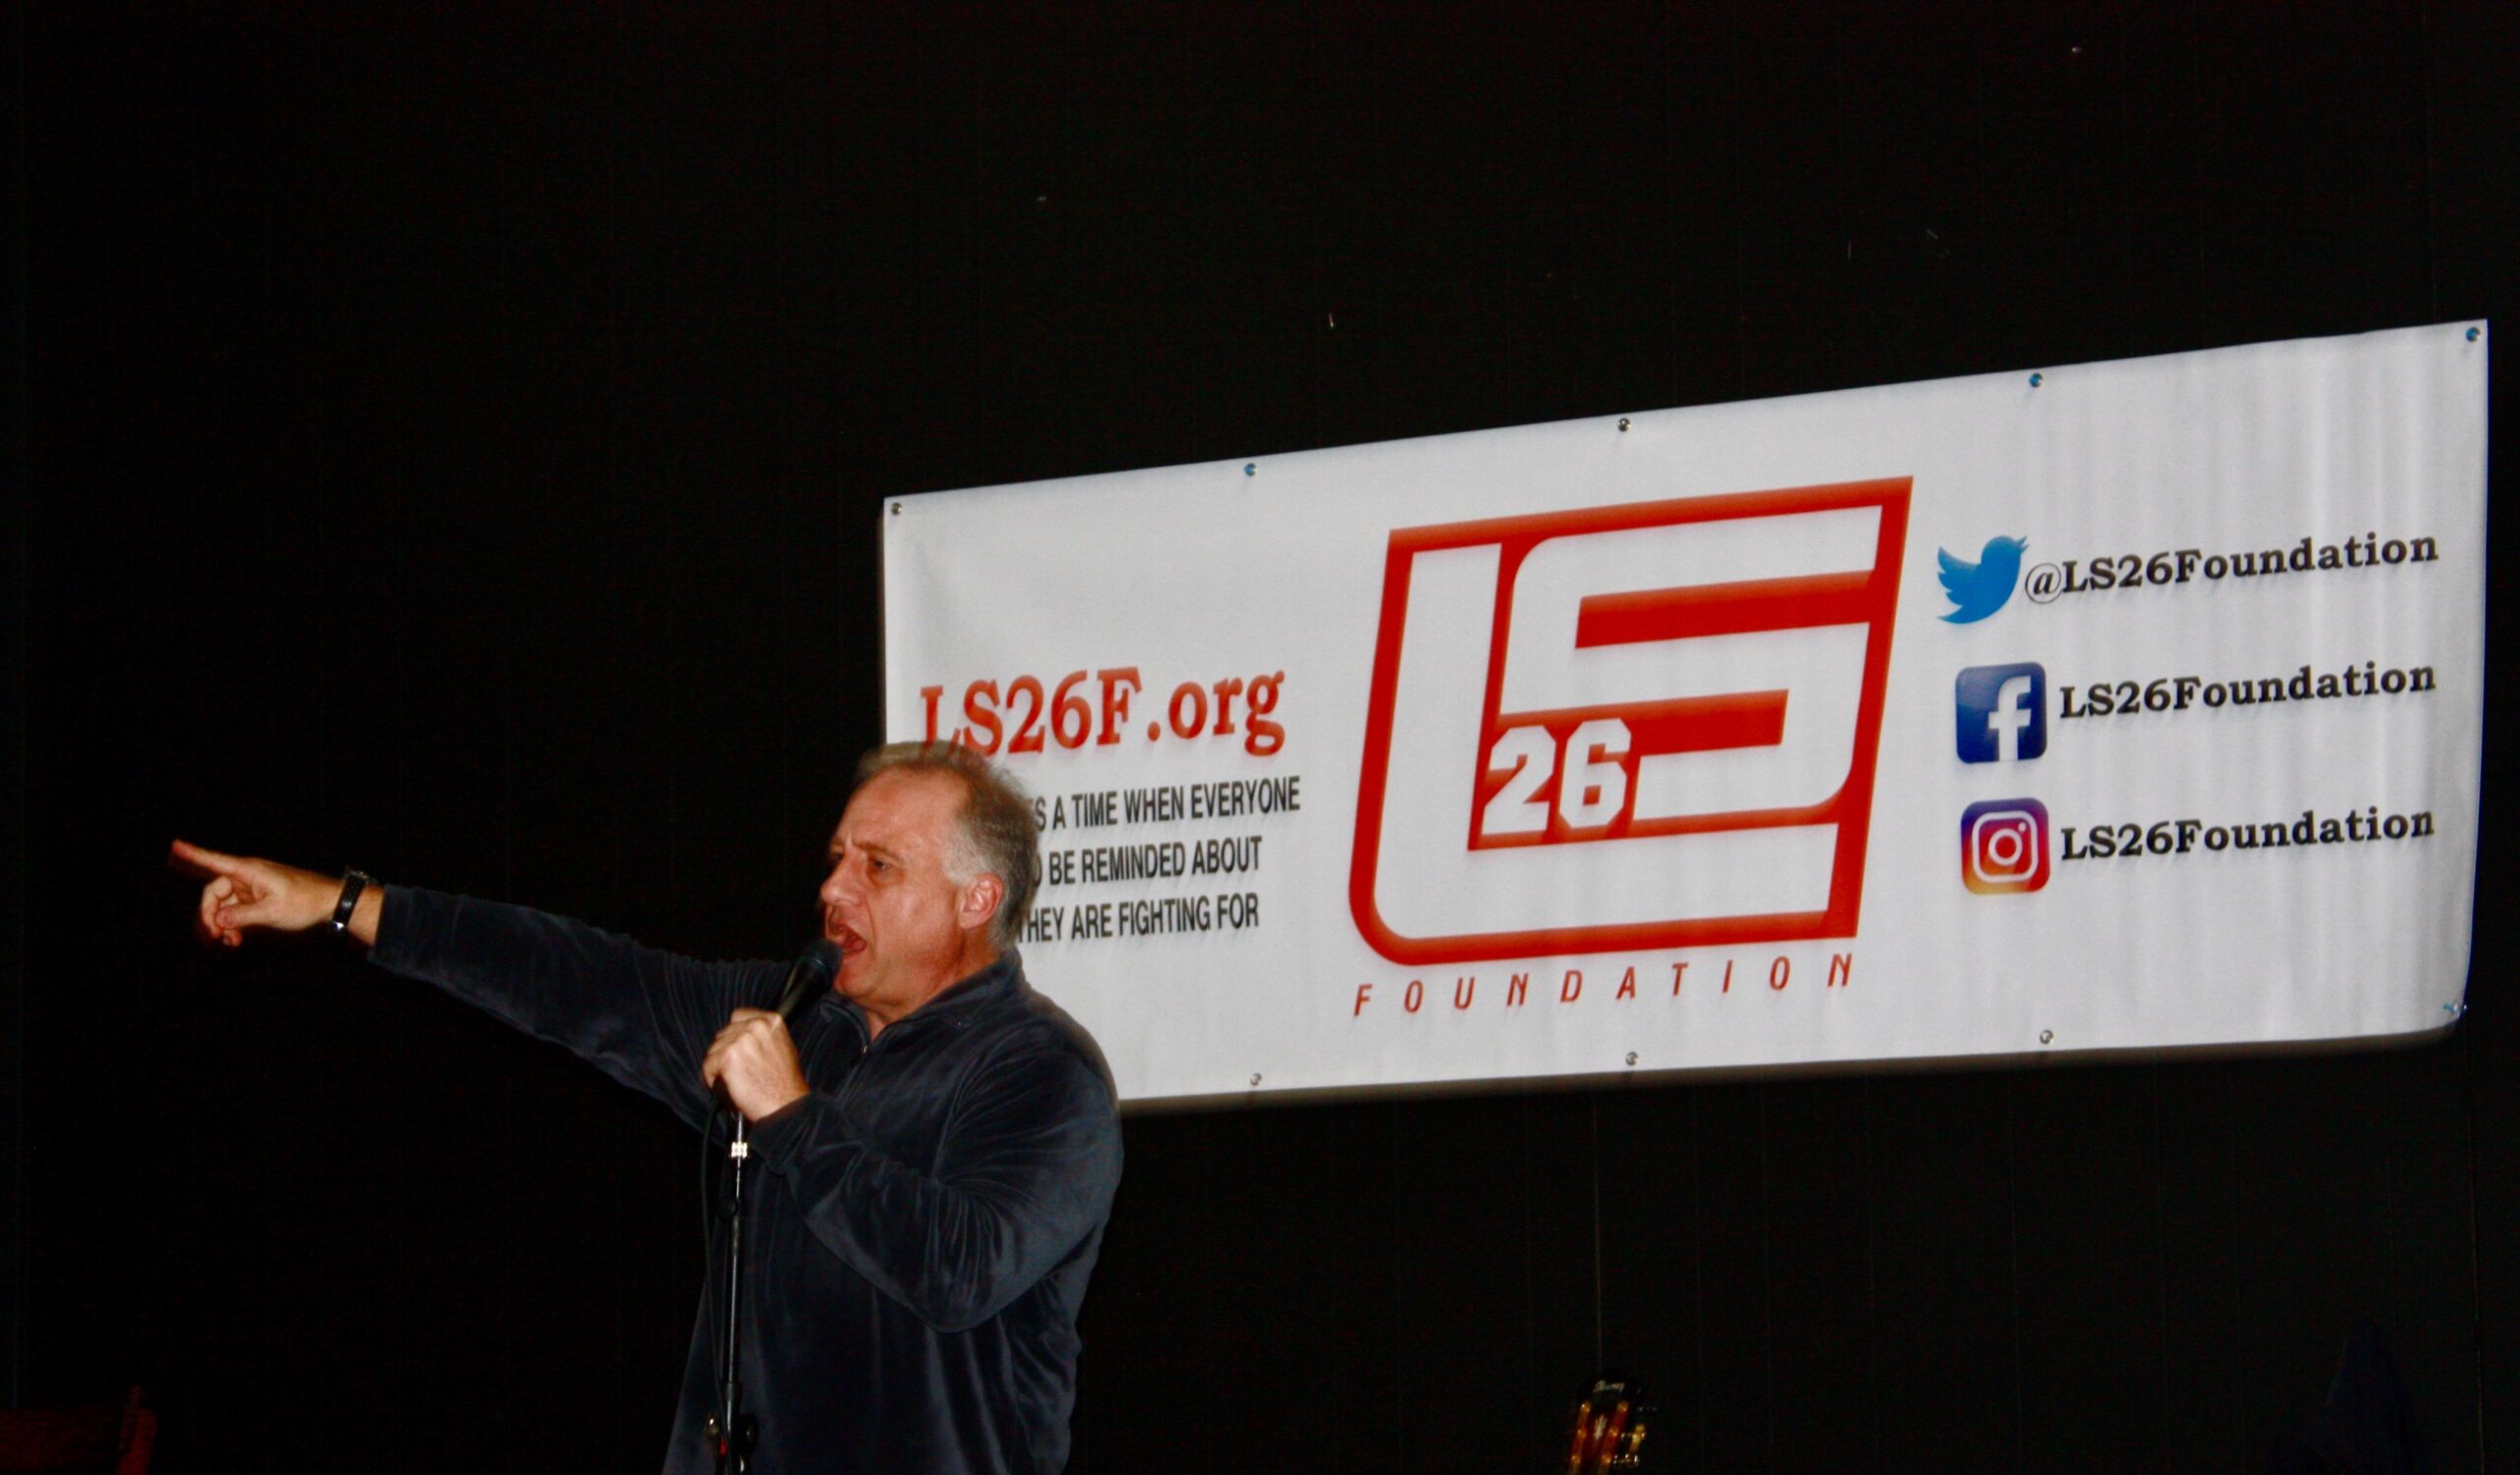 LS26F.org
A TIME WHEN EVERYONE
BE REMINDED ABOUT
THEY ARE FIGHTING FOR
LS
26
FOUNDATION
@LS26Foundation
LS26Foundation
LS26Foundation